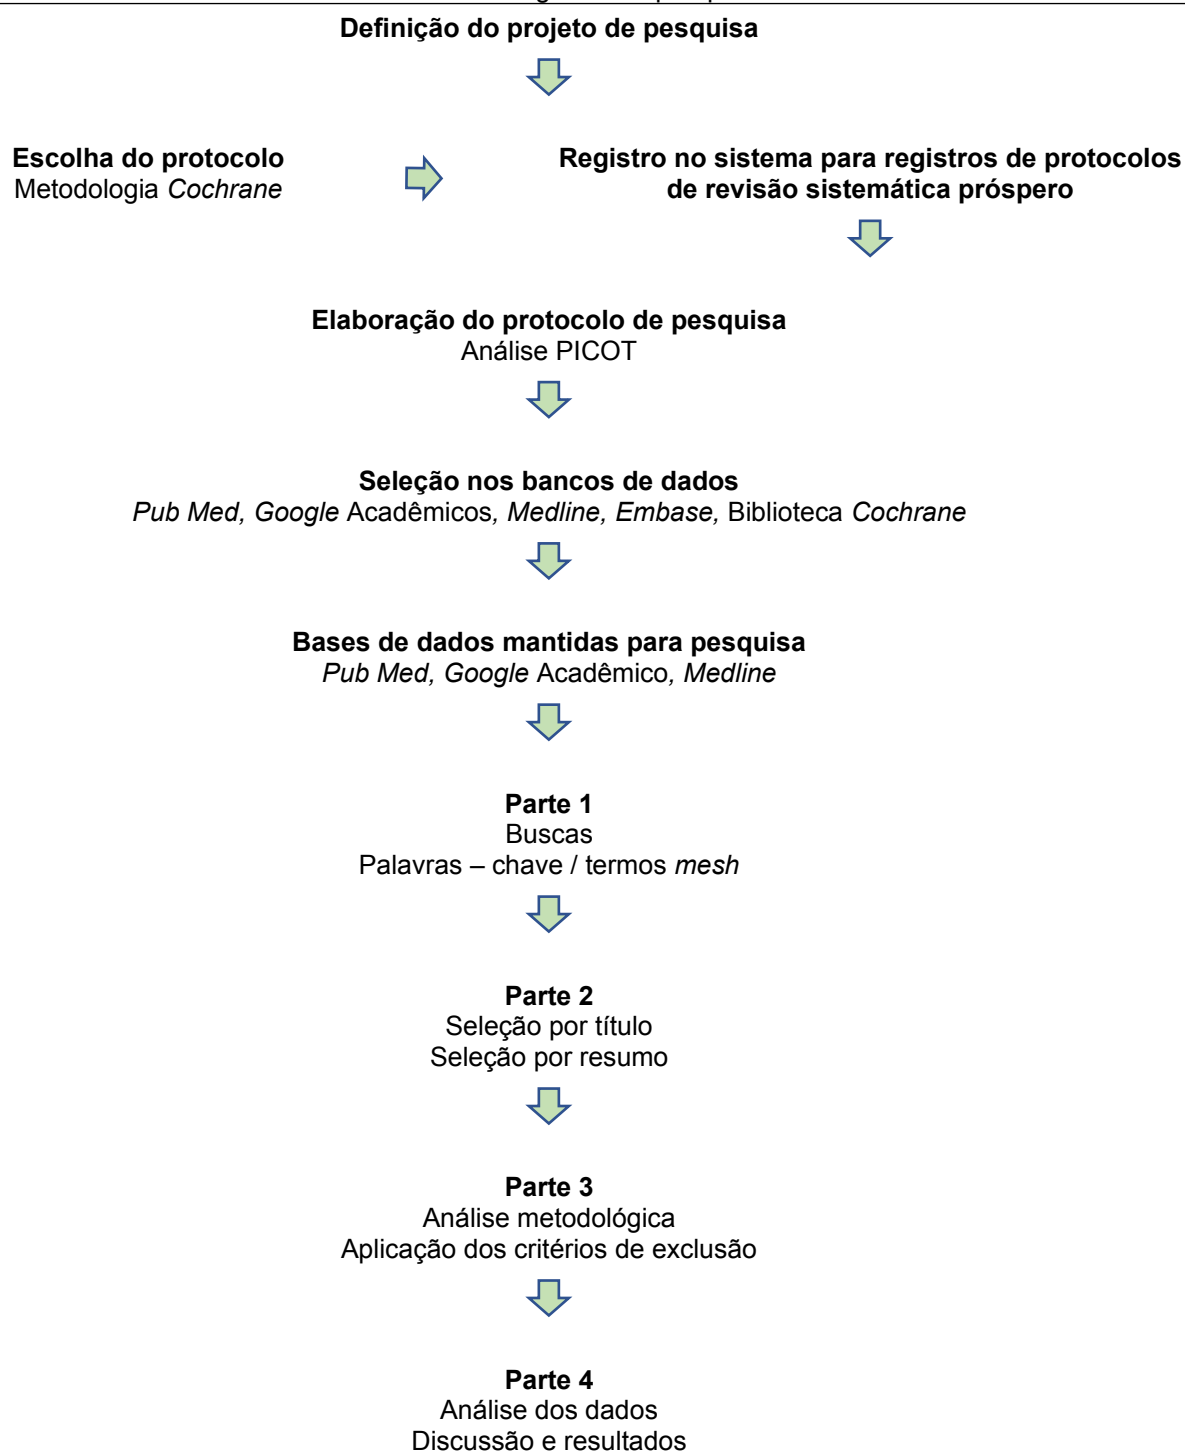 Definição do projeto de pesquisa
Escolha do protocolo
Metodologia Cochrane
Registro no sistema para registros de protocolos
de revisão sistemática próspero
Elaboração do protocolo de pesquisa
Análise PICOT
Seleção nos bancos de dados
Pub Med, Google Acadêmicos, Medline, Embase, Biblioteca Cochrane
Bases de dados mantidas para pesquisa
Pub Med, Google Acadêmico, Medline
Parte 1
Buscas
Palavras – chave / termos mesh
Parte 2
Seleção por título
Seleção por resumo
Parte 3
Análise metodológica
Aplicação dos critérios de exclusão
Parte 4
Análise dos dados
Discussão e resultados